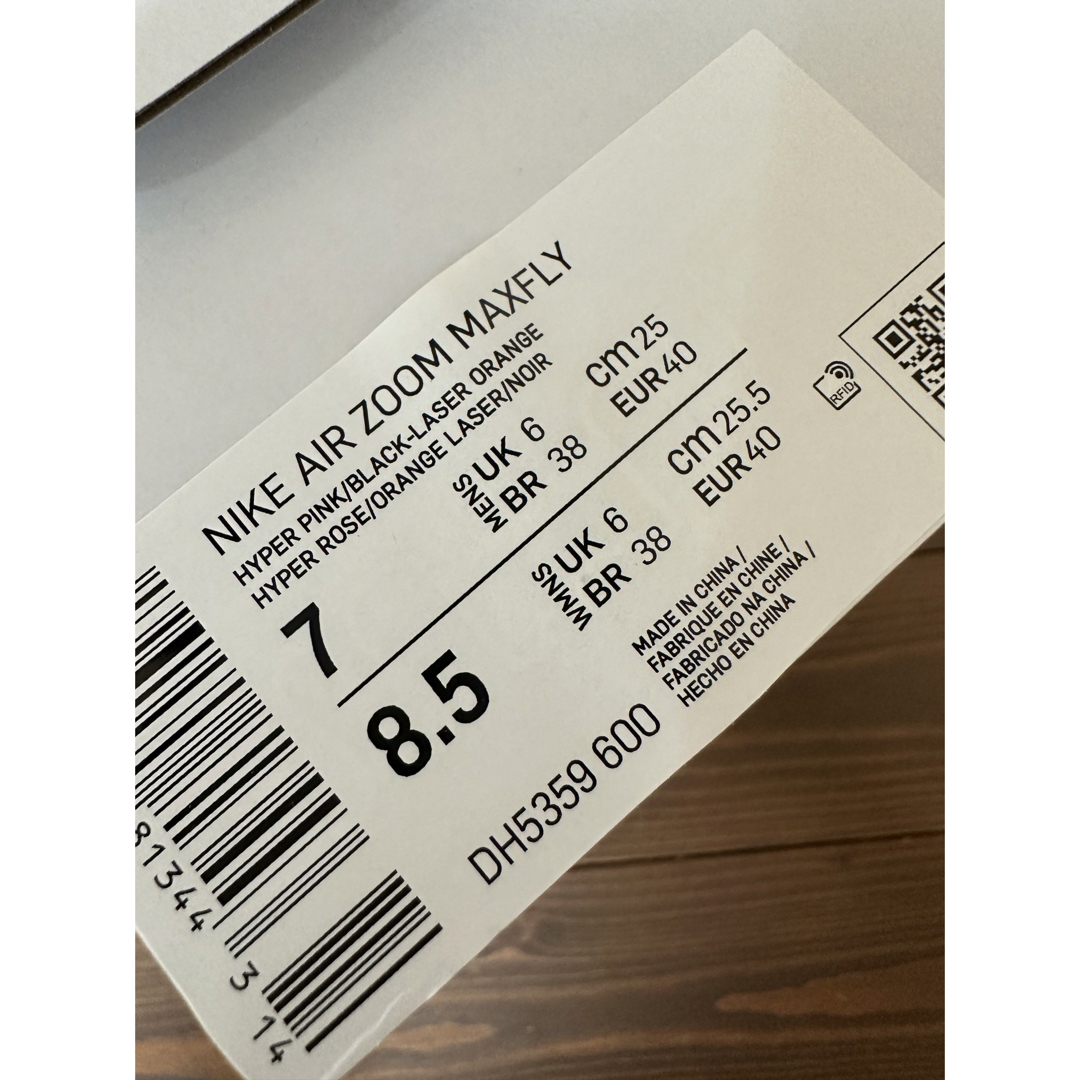 NIKE AIR ZOOM MAXFLY
HYPER PINK/BLACK-LASER ORANGE
HYPER ROSE/ORANGE LASER/NOIR
7
MENS
UK 6
BR 38
cm 25
EUR 40
8.5
WMNS
UK 6
BR 38
cm 25.5
EUR 40
RFID
MADE IN CHINA /
FABRIQUE EN CHINE /
FABRICADO NA CHINA /
HECHO EN CHINA
DH5359 600
81344 3
14